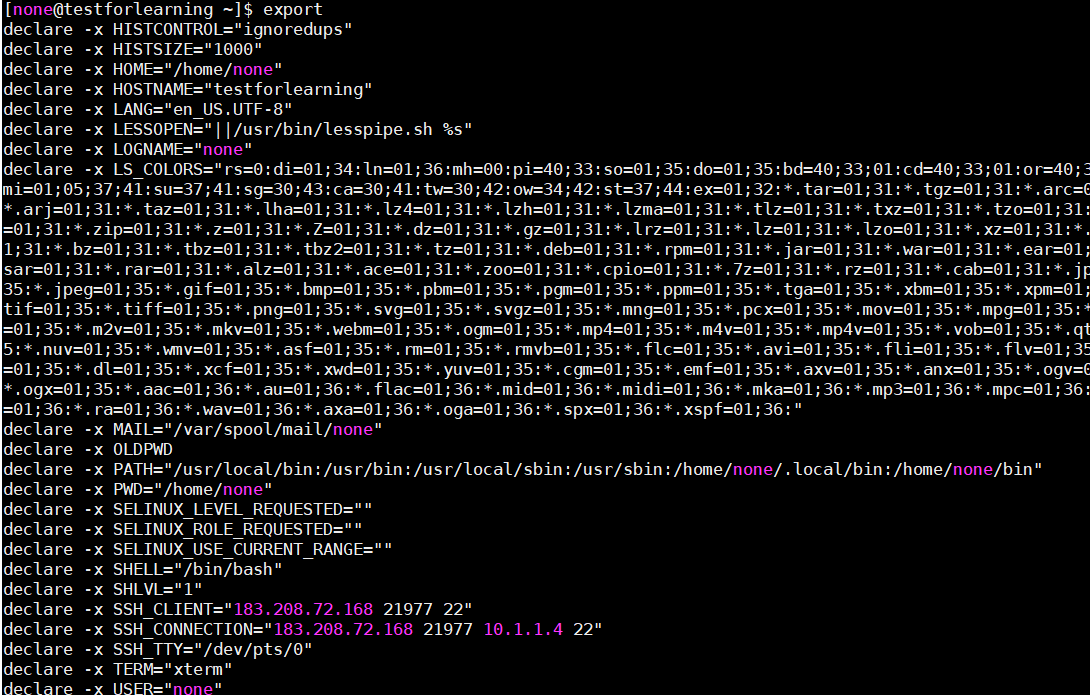 [none@testforlearning ~]$ export
declare -x HISTCONTROL="ignoredups"
declare -x HISTSIZE="1000"
declare -x HOME="/home/none"
declare -x HOSTNAME="testforlearning"
declare -x LANG="en_US.UTF-8"
declare -x LESSOPEN="||/usr/bin/lesspipe.sh %s"
declare -x LOGNAME="none"
declare -x LS_COLORS="rs=0:di=01;34:ln=01;36:mh=00:pi=40;33:so=01;35:do=01;35:bd=40;33;01:cd=40;33;01:or=40;3
mi=01;05;37;41:su=37;41:sg=30;43:ca=30;41:tw=30;42:ow=34;42:st=37;44:ex=01;32:*.tar=01;31:*.tgz=01;31:*.arc=0
*.arj=01;31:*.taz=01;31:*.lha=01;31:*.lz4=01;31:*.lzh=01;31:*.lzma=01;31:*.tlz=01;31:*.txz=01;31:*.tzo=01;31:
=01;31:*.zip=01;31:*.z=01;31:*.Z=01;31:*.dz=01;31:*.gz=01;31:*.lrz=01;31:*.lz=01;31:*.lzo=01;31:*.xz=01;31:*.
1;31:*.bz=01;31:*.tbz=01;31:*.tbz2=01;31:*.tz=01;31:*.deb=01;31:*.rpm=01;31:*.jar=01;31:*.war=01;31:*.ear=01;
sar=01;31:*.rar=01;31:*.alz=01;31:*.ace=01;31:*.zoo=01;31:*.cpio=01;31:*.7z=01;31:*.rz=01;31:*.cab=01;31:*.jp
35:*.jpeg=01;35:*.gif=01;35:*.bmp=01;35:*.pbm=01;35:*.pgm=01;35:*.ppm=01;35:*.tga=01;35:*.xbm=01;35:*.xpm=01;
tif=01;35:*.tiff=01;35:*.png=01;35:*.svg=01;35:*.svgz=01;35:*.mng=01;35:*.pcx=01;35:*.mov=01;35:*.mpg=01;35:*
=01;35:*.m2v=01;35:*.mkv=01;35:*.webm=01;35:*.ogm=01;35:*.mp4=01;35:*.m4v=01;35:*.mp4v=01;35:*.vob=01;35:*.qt
5:*.nuv=01;35:*.wmv=01;35:*.asf=01;35:*.rm=01;35:*.rmvb=01;35:*.flc=01;35:*.avi=01;35:*.fli=01;35:*.flv=01;35
=01;35:*.dl=01;35:*.xcf=01;35:*.xwd=01;35:*.yuv=01;35:*.cgm=01;35:*.emf=01;35:*.axv=01;35:*.anx=01;35:*.ogv=0
*.ogx=01;35:*.aac=01;36:*.au=01;36:*.flac=01;36:*.mid=01;36:*.midi=01;36:*.mka=01;36:*.mp3=01;36:*.mpc=01;36:
=01;36:*.ra=01;36:*.wav=01;36:*.axa=01;36:*.oga=01;36:*.spx=01;36:*.xspf=01;36:"
declare -x MAIL="/var/spool/mail/none"
declare -x OLDPWD
declare -x PATH="/usr/local/bin:/usr/bin:/usr/local/sbin:/usr/sbin:/home/none/.local/bin:/home/none/bin"
declare -x PWD="/home/none"
declare -x SELINUX_LEVEL_REQUESTED=""
declare -x SELINUX_ROLE_REQUESTED=""
declare -x SELINUX_USE_CURRENT_RANGE=""
declare -x SHELL="/bin/bash"
declare -x SHLVL="1"
declare -x SSH_CLIENT="183.208.72.168 21977 22"
declare -x SSH_CONNECTION="183.208.72.168 21977 10.1.1.4 22"
declare -x SSH_TTY="/dev/pts/0"
declare -x TERM="xterm"
declare -x USER="none"